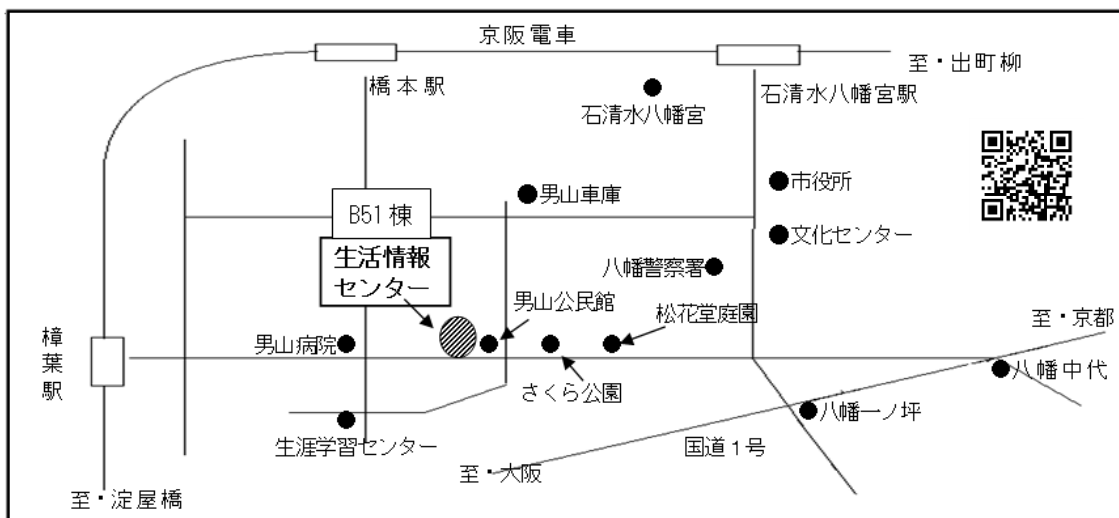 京阪電車
至・出町柳
橋本駅
石清水八幡宮駅
石清水八幡宮
男山車庫
市役所
B51棟
文化センター
生活情報
センター
八幡警察署
男山公民館
松花堂庭園
至・京都
樟葉駅
男山病院
さくら公園
八幡中代
八幡一ノ坪
生涯学習センター
国道1号
至・大阪
至・淀屋橋